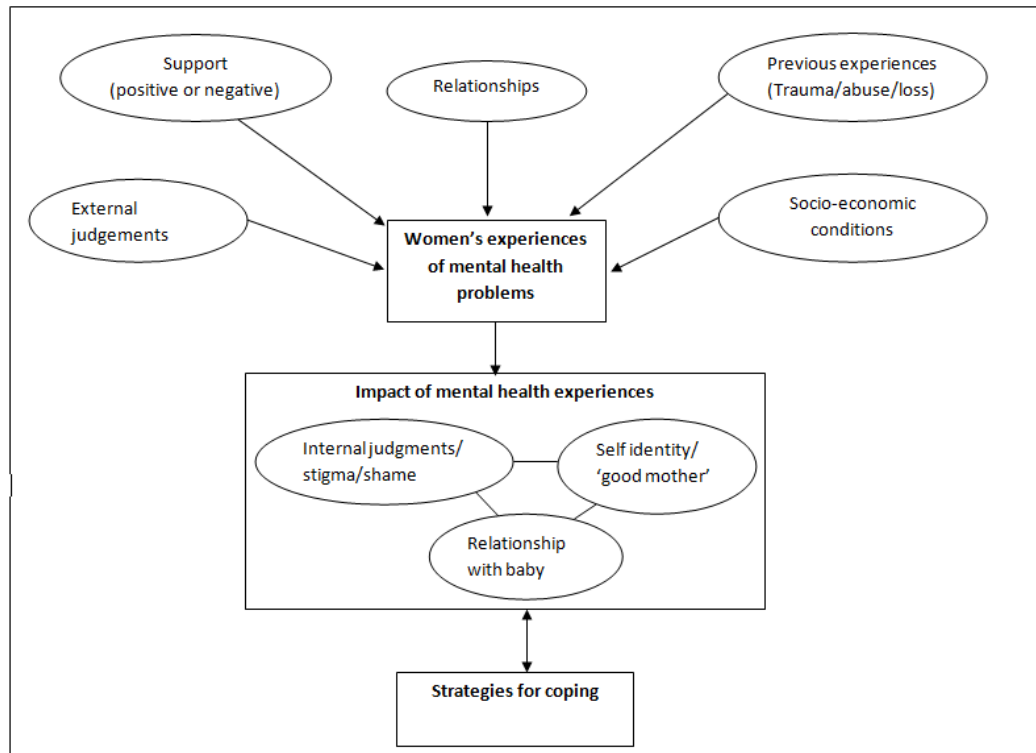 Support
(positive or negative)
Relationships
Previous experiences
(Trauma/abuse/loss)
External
judgements
Socio-economic
conditions
Women’s experiences
of mental health
problems
Impact of mental health experiences
Internal judgments/
stigma/shame
Self identity/
‘good mother’
Relationship
with baby
Strategies for coping